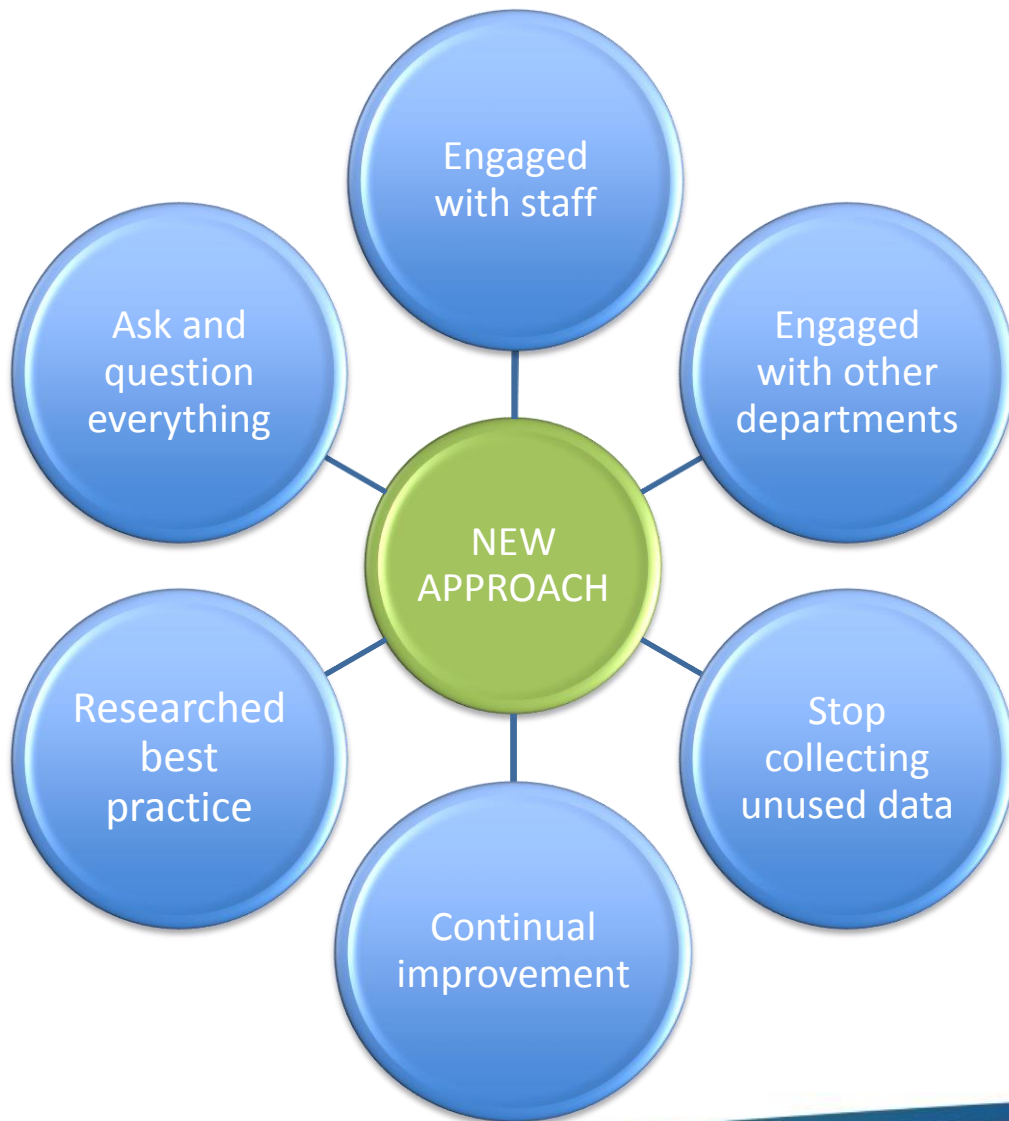 Engaged
with staff
Engaged
with other
departments
Stop
collecting
unused data
Continual
improvement
Researched
best
practice
Ask and
question
everything
NEW
APPROACH